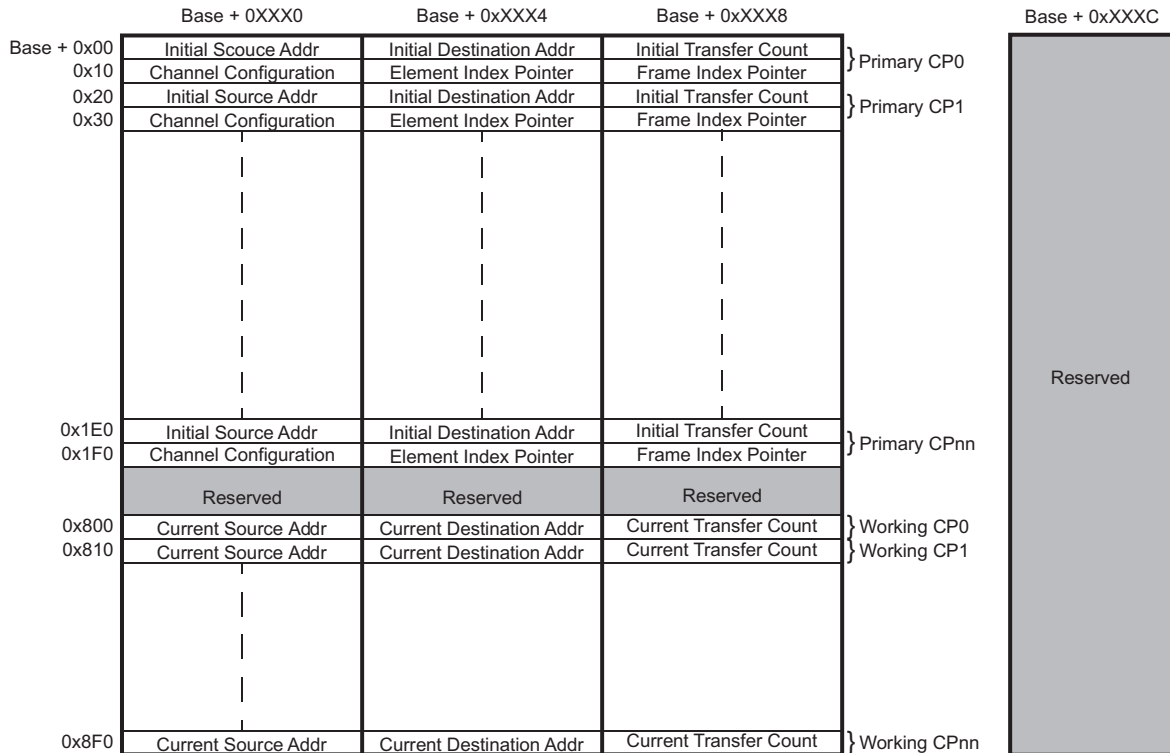 Base + 0XXX0 Base + 0xXXX4 Base + 0xXXX8 Base + 0xXXXC
Base + 0x00 Initial Scouce Addr Initial Destination Addr Initial Transfer Count } Primary CP0
0x10 Channel Configuration Element Index Pointer Frame Index Pointer
0x20 Initial Source Addr Initial Destination Addr Initial Transfer Count } Primary CP1
0x30 Channel Configuration Element Index Pointer Frame Index Pointer
Reserved
0x1E0 Initial Source Addr Initial Destination Addr Initial Transfer Count } Primary CPnn
0x1F0 Channel Configuration Element Index Pointer Frame Index Pointer
Reserved Reserved Reserved
0x800 Current Source Addr Current Destination Addr Current Transfer Count } Working CP0
0x810 Current Source Addr Current Destination Addr Current Transfer Count } Working CP1
0x8F0 Current Source Addr Current Destination Addr Current Transfer Count } Working CPnn